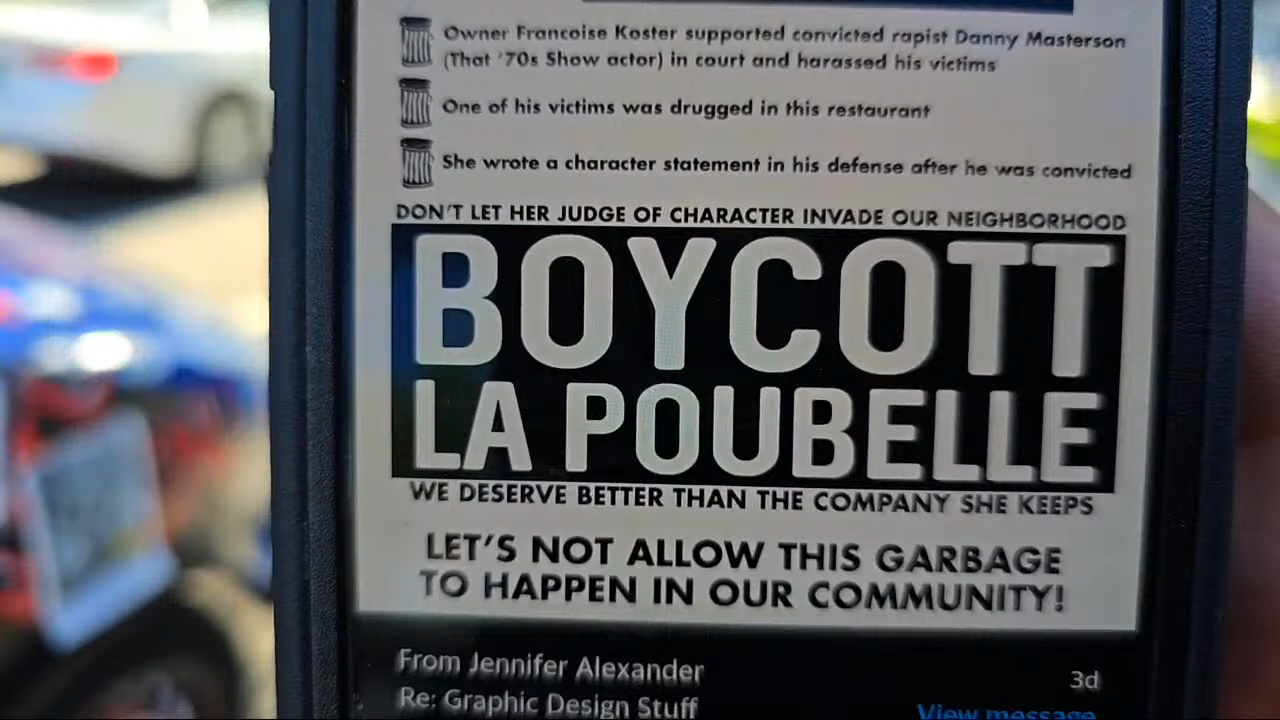 Owner Francoise Koster supported convicted rapist Danny Masterson
(That '70s Show actor) in court and harassed his victims
One of his victims was drugged in this restaurant
She wrote a character statement in his defense after he was convicted
DON'T LET HER JUDGE OF CHARACTER INVADE OUR NEIGHBORHOOD
BOYCOTT
LA POUBELLE
WE DESERVE BETTER THAN THE COMPANY SHE KEEPS
LET'S NOT ALLOW THIS GARBAGE
TO HAPPEN IN OUR COMMUNITY!
From Jennifer Alexander
3d
Re: Graphic Design Stuff
View message